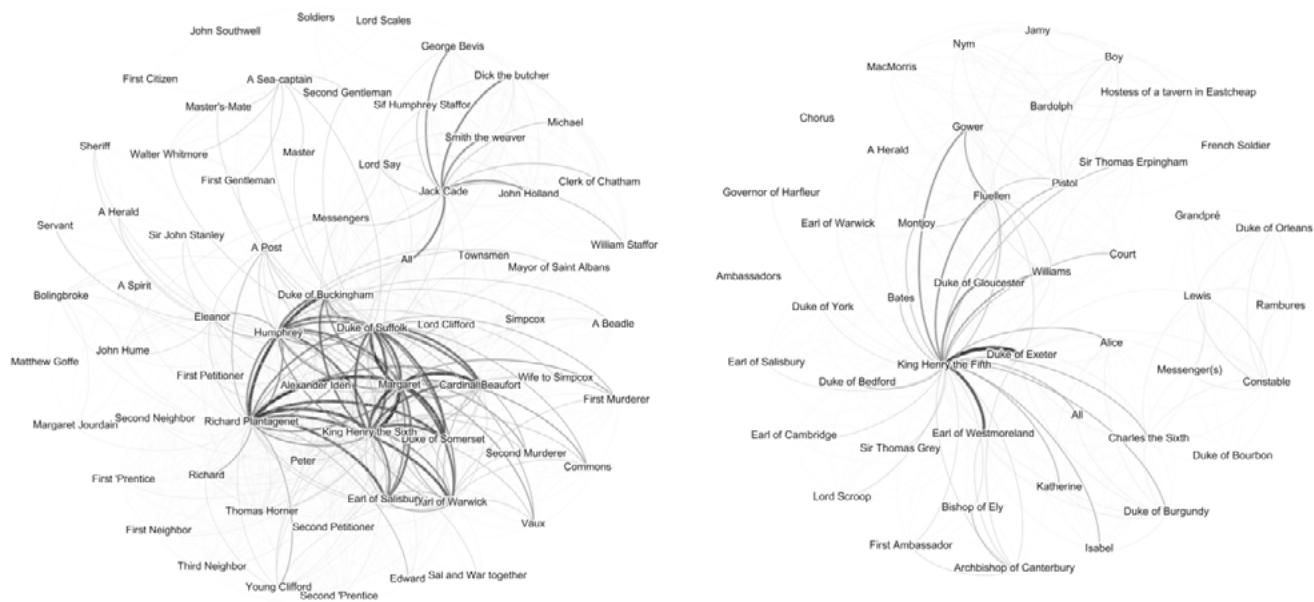 Soldiers
Lord Scales
John Southwell
George Bevis
First Citizen
A Sea-captain
Dick the butcher
Second Gentleman
Master's-Mate
Sif Humphrey Staffor
Michael
Smith the weaver
Sheriff
Walter Whitmore
Master
Lord Say
First Gentleman
Clerk of Chatham
Jack Cade
John Holland
A Herald
Messengers
Servant
Sir John Stanley
A Post
William Staffor
All
Townsmen
Mayor of Saint Albans
A Spirit
Bolingbroke
Duke of Buckingham
Eleanor
Simpcox
A Beadle
Humphrey
Duke of Suffolk
Lord Clifford
John Hume
Matthew Goffe
First Petitioner
Alexander Iden
Margaret
Cardinal Beaufort
Wife to Simpcox
First Murderer
Margaret Jourdain
Second Neighbor
Richard Plantagenet
King Henry the Sixth
Duke of Somerset
Second Murderer
Peter
Commons
First 'Prentice
Richard
Earl of Salisbury
Earl of Warwick
Thomas Horner
Second Petitioner
Vaux
First Neighbor
Third Neighbor
Young Clifford
Edward
Sal and War together
Second 'Prentice
Jamy
Nym
Boy
MacMorris
Hostess of a tavern in Eastcheap
Bardolph
Chorus
Gower
French Soldier
A Herald
Sir Thomas Erpingham
Pistol
Governor of Harfleur
Fluellen
Grandpré
Earl of Warwick
Montjoy
Duke of Orleans
Court
Ambassadors
Williams
Duke of Gloucester
Bates
Lewis
Duke of York
Rambures
Alice
Duke of Exeter
Earl of Salisbury
King Henry the Fifth
Messenger(s)
Duke of Bedford
Constable
All
Earl of Cambridge
Earl of Westmoreland
Charles the Sixth
Sir Thomas Grey
Duke of Bourbon
Katherine
Lord Scroop
Bishop of Ely
Duke of Burgundy
First Ambassador
Isabel
Archbishop of Canterbury